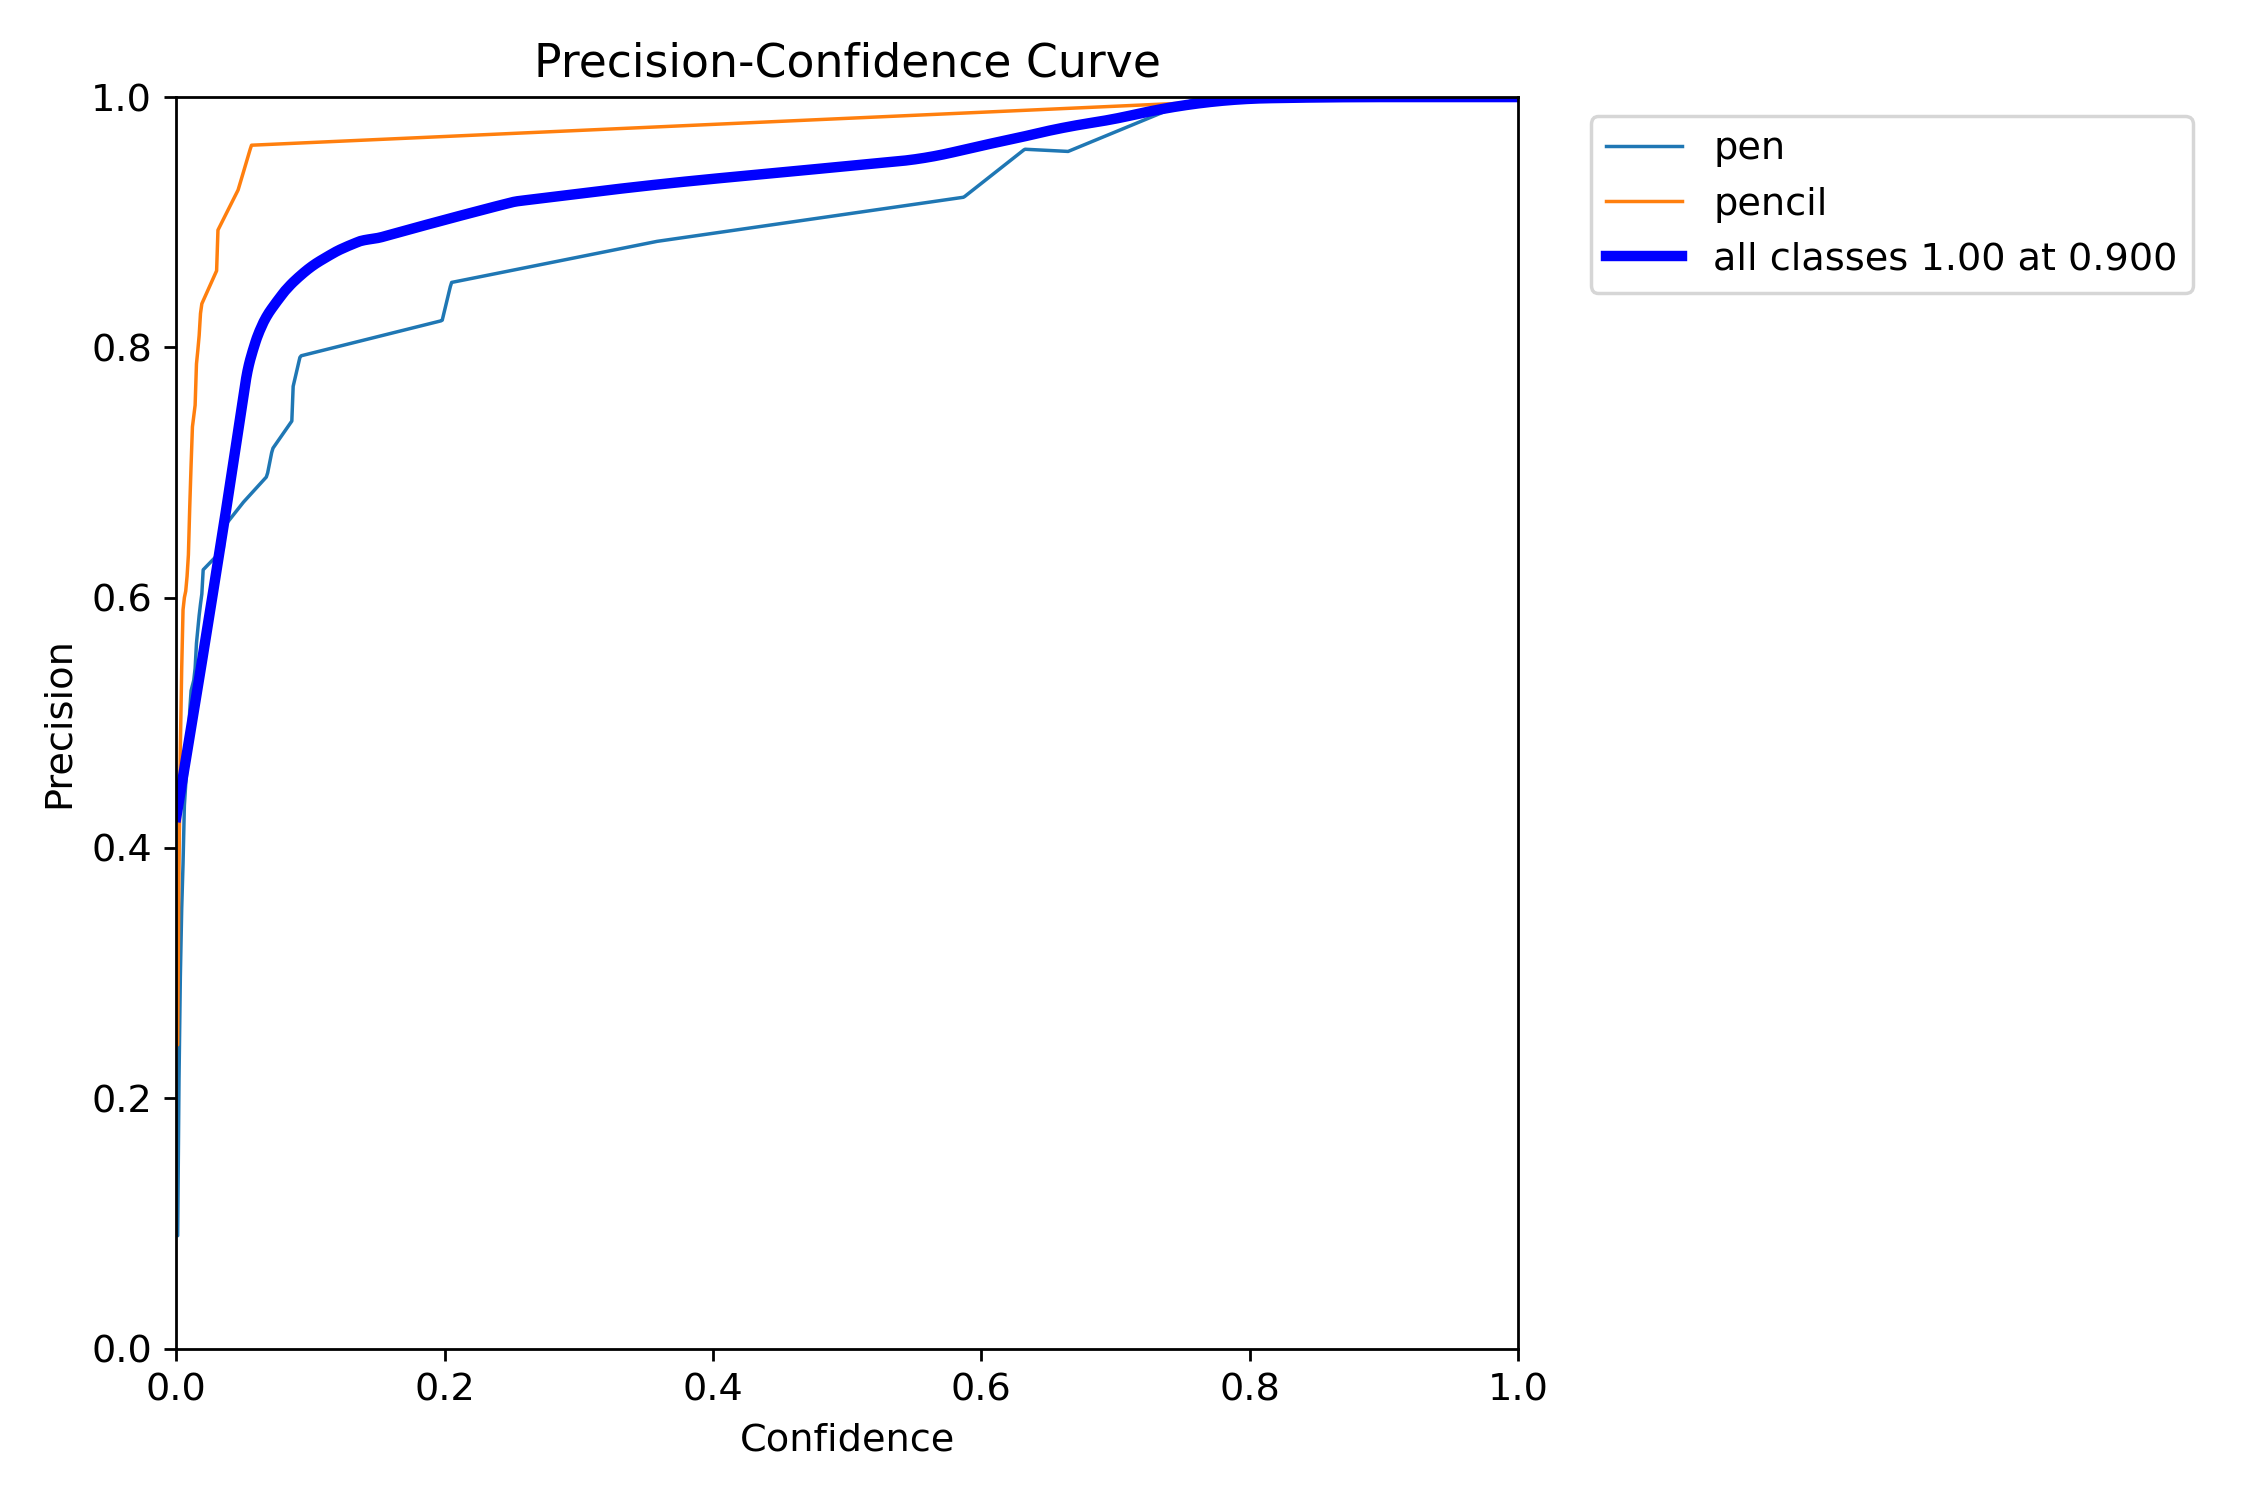 Precision-Confidence Curve
1.0
0.8
0.6
0.4
0.2
0.0
Precision
0.0 0.2 0.4 0.6 0.8 1.0
Confidence
pen
pencil
all classes 1.00 at 0.900